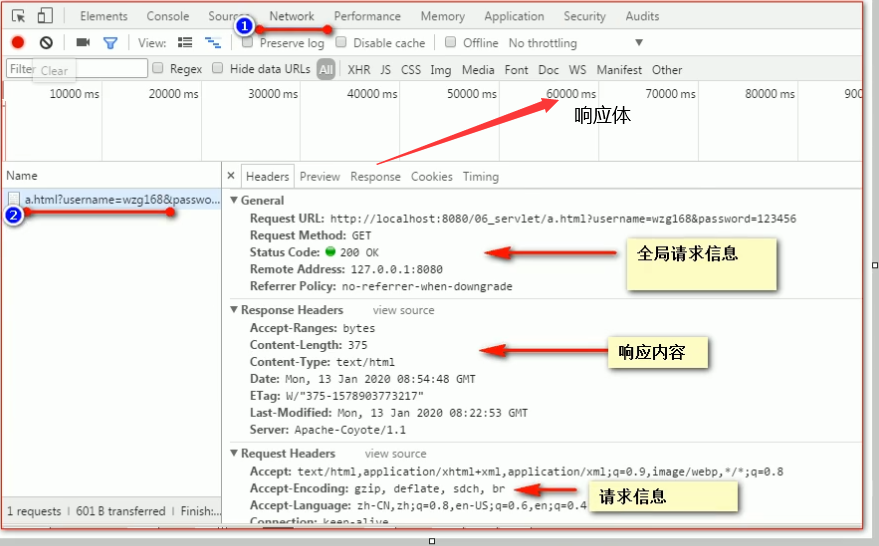 Elements Console Sources Network Performance Memory Application Security Audits
1
View: Preserve log Disable cache Offline No throttling
Filter Clear Regex Hide data URLs All XHR JS CSS Img Media Font Doc WS Manifest Other
10000 ms 20000 ms 30000 ms 40000 ms 50000 ms 60000 ms 70000 ms 80000 ms 900
响应体
Name
× Headers Preview Response Cookies Timing
a.html?username=wzg168&passwo...
2
General
Request URL: http://localhost:8080/06_servlet/a.html?username=wzg168&password=123456
Request Method: GET
Status Code: 200 OK
全局请求信息
Remote Address: 127.0.0.1:8080
Referrer Policy: no-referrer-when-downgrade
Response Headers view source
Accept-Ranges: bytes
Content-Length: 375
响应内容
Content-Type: text/html
Date: Mon, 13 Jan 2020 08:54:48 GMT
ETag: W/"375-1578903773217"
Last-Modified: Mon, 13 Jan 2020 08:22:53 GMT
Server: Apache-Coyote/1.1
Request Headers view source
Accept: text/html,application/xhtml+xml,application/xml;q=0.9,image/webp,*/*;q=0.8
Accept-Encoding: gzip, deflate, sdch, br
请求信息
Accept-Language: zh-CN,zh;q=0.8,en-US;q=0.6,en;q=0.4
Connection: keep-alive
1 requests | 601 B transferred | Finish:...